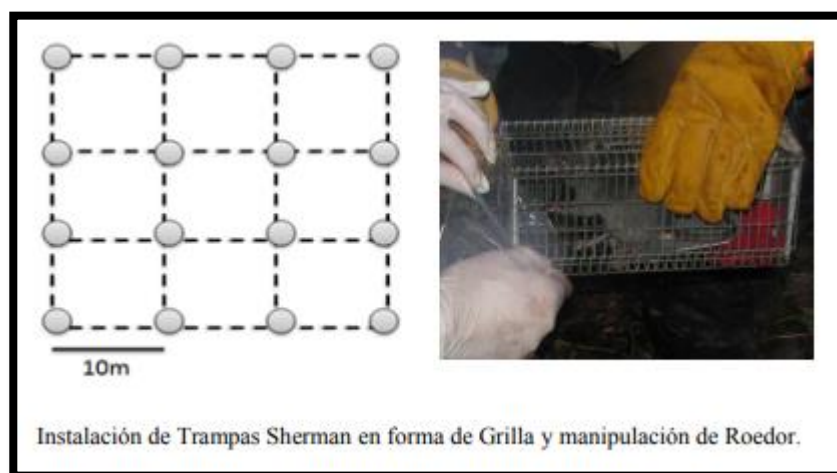 10m
Instalación de Trampas Sherman en forma de Grilla y manipulación de Roedor.